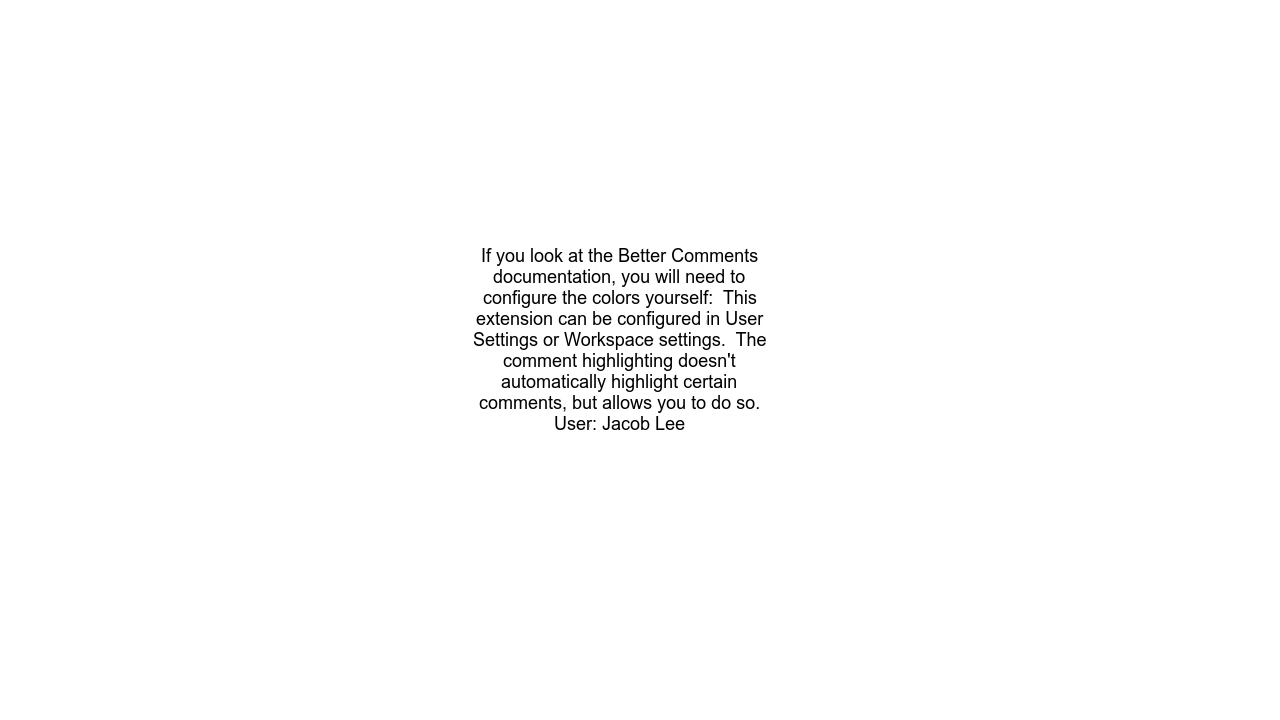 If you look at the Better Comments
documentation, you will need to
configure the colors yourself:  This
extension can be configured in User
Settings or Workspace settings.  The
comment highlighting doesn't
automatically highlight certain
comments, but allows you to do so.
User: Jacob Lee